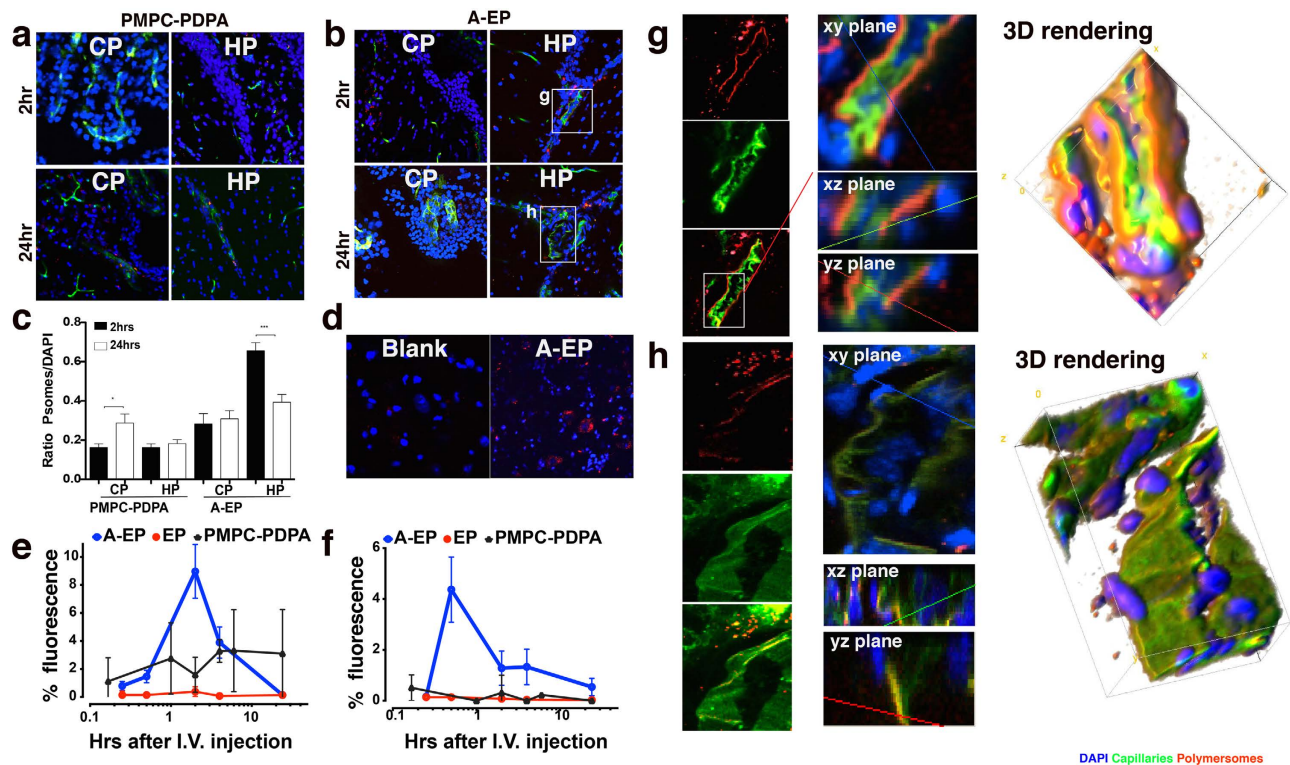 PMPC-PDPA
A-EP
a
CP
HP
b
CP
HP
2hr
2hr
g
CP
HP
CP
HP
24hr
24hr
h
c
0.8
0.6
0.4
0.2
0.0
Ratio Psomes/DAPI
2hrs
24hrs
*
***
CP
HP
CP
HP
PMPC-PDPA
A-EP
d
Blank
A-EP
e
A-EP EP PMPC-PDPA
10
8
6
4
2
0
% fluorescence
0.1 1 10
Hrs after I.V. injection
f
A-EP EP PMPC-PDPA
6
4
2
0
% fluorescence
0.1 1 10
Hrs after I.V. injection
g
xy plane
xz plane
yz plane
3D rendering
x
z
0
h
xy plane
xz plane
yz plane
3D rendering
x
0
z
DAPI Capillaries Polymersomes